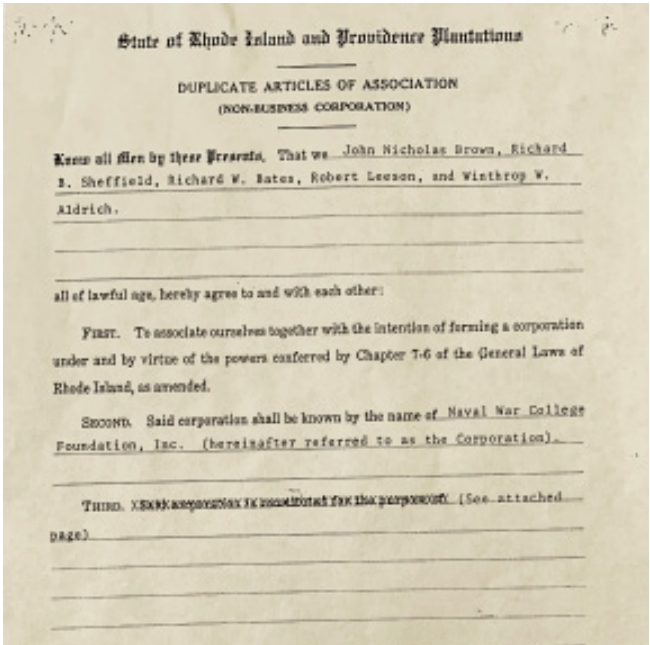 State of Rhode Island and Providence Plantations
DUPLICATE ARTICLES OF ASSOCIATION
(NON-BUSINESS CORPORATION)
Know all Men by these Presents, That we John Nicholas Brown, Richard
B. Sheffield, Richard W. Bates, Robert Leeson, and Winthrop W.
Aldrich.
all of lawful age, hereby agree to and with each other:
FIRST. To associate ourselves together with the intention of forming a corporation
under and by virtue of the powers conferred by Chapter 7-6 of the General Laws of
Rhode Island, as amended.
SECOND. Said corporation shall be known by the name of Naval War College
Foundation, Inc. (hereinafter referred to as the Corporation).
THIRD. (See attached
page)